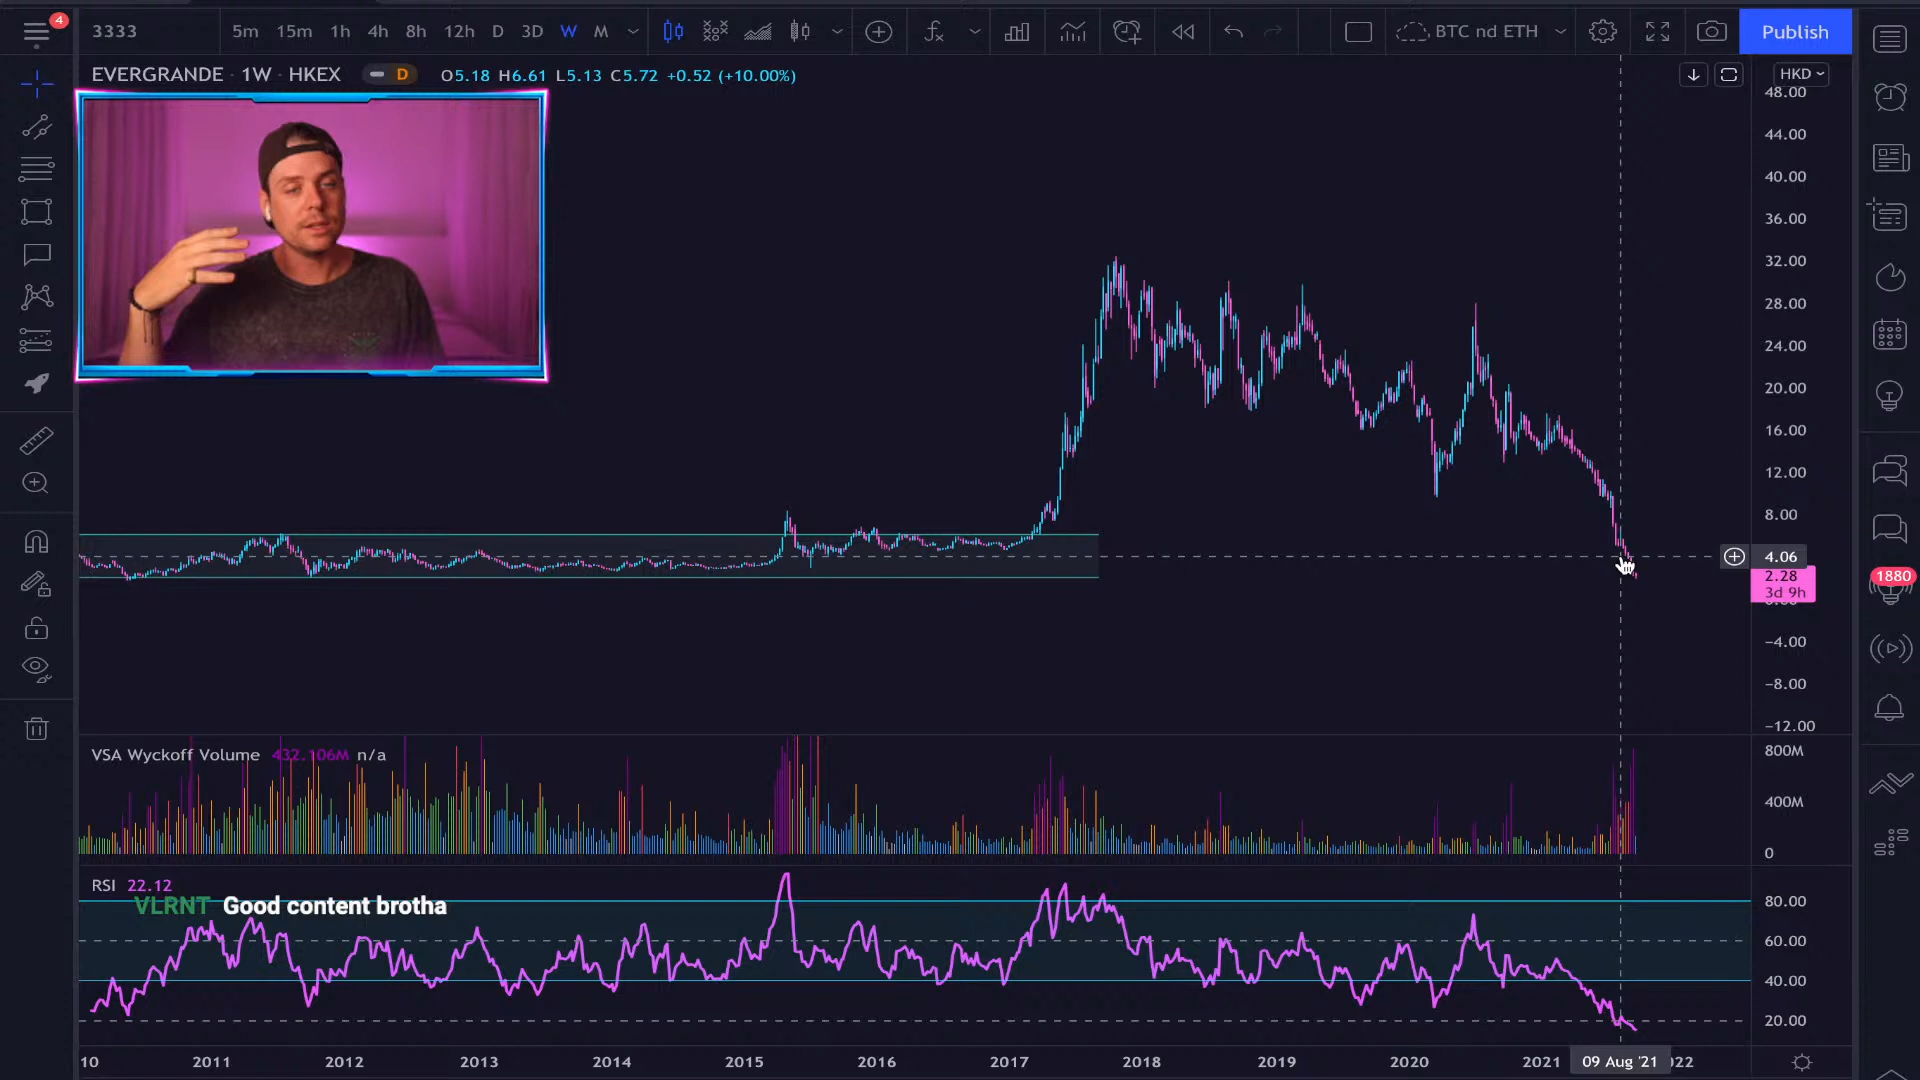 4
3333
5m 15m 1h 4h 8h 12h D 3D W M
BTC nd ETH
Publish
EVERGRANDE · 1W · HKEX
D
O5.18 H6.61 L5.13 C5.72 +0.52 (+10.00%)
HKD
48.00
44.00
40.00
36.00
32.00
28.00
24.00
20.00
16.00
12.00
8.00
4.06
2.28
3d 9h
−4.00
−8.00
−12.00
1880
VSA Wyckoff Volume 432.106M n/a
800M
400M
0
RSI 22.12
VLRNT Good content brotha
80.00
60.00
40.00
20.00
10 2011 2012 2013 2014 2015 2016 2017 2018 2019 2020 2021 09 Aug '21 022